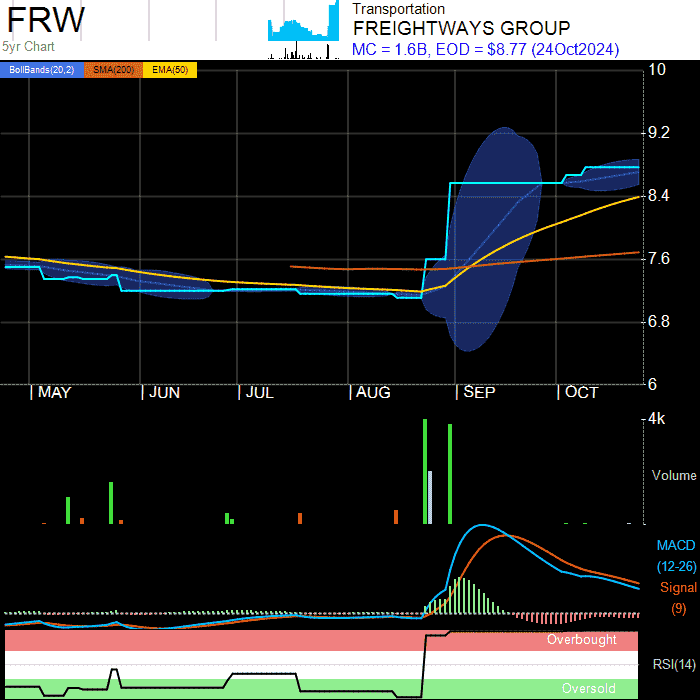 FRW
5yr Chart
Transportation
FREIGHTWAYS GROUP
MC = 1.6B, EOD = $8.77 (24Oct2024)
BollBands(20,2) SMA(200) EMA(50)
10
9.2
8.4
7.6
6.8
6
MAY JUN JUL AUG SEP OCT
4k
Volume
MACD
(12-26)
Signal
(9)
Overbought
RSI(14)
Oversold